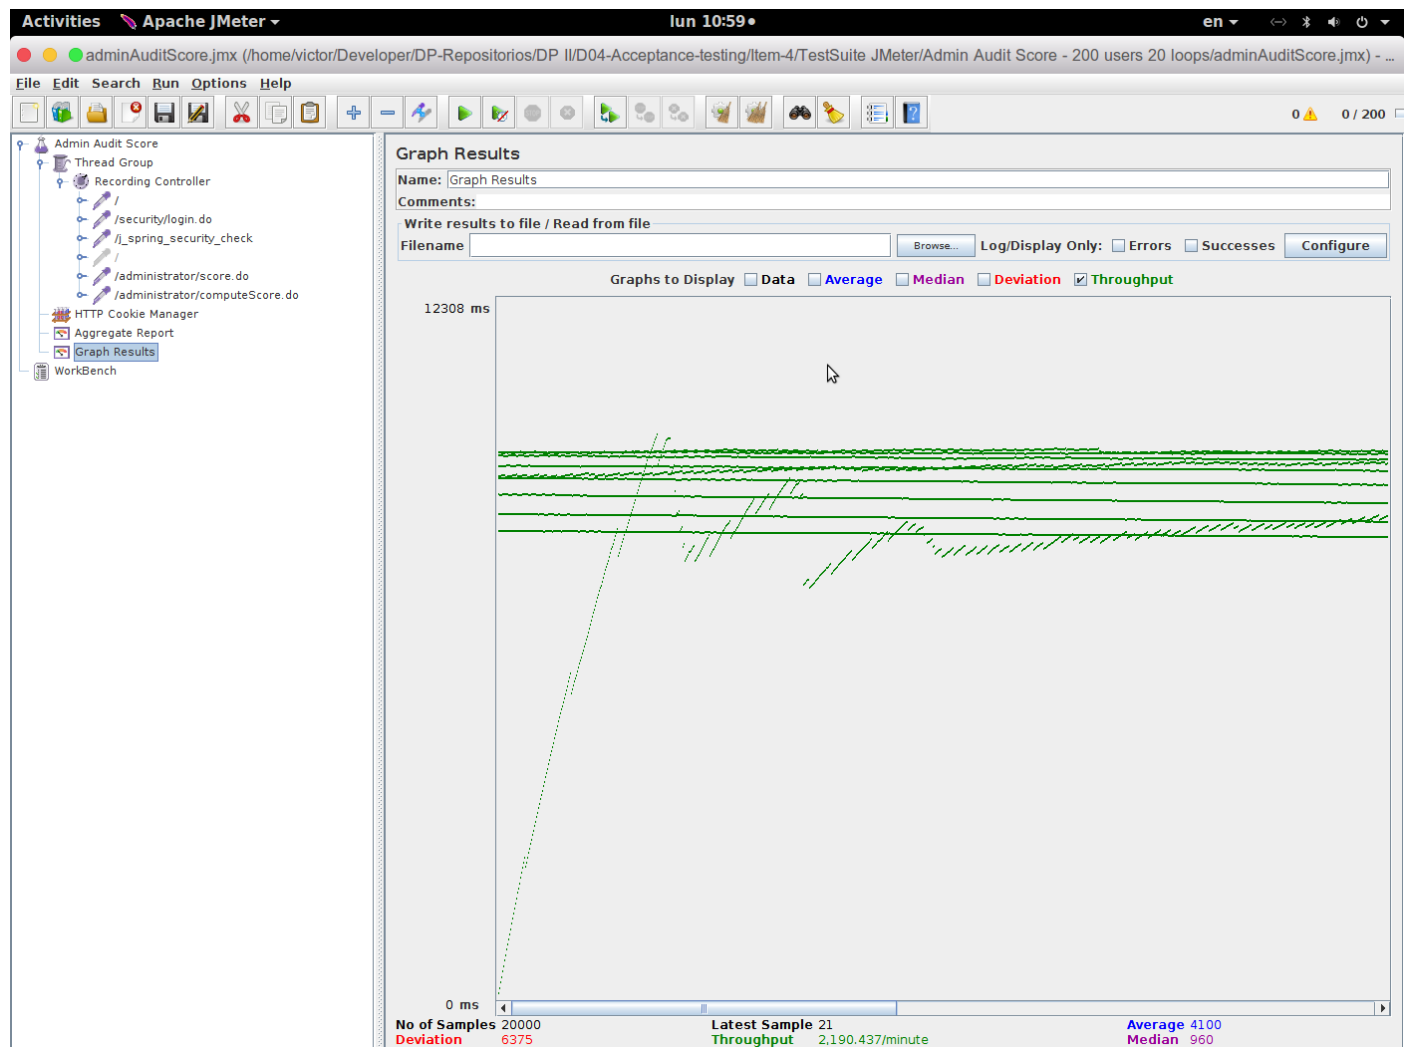 Activities Apache JMeter lun 10:59 en
adminAuditScore.jmx (/home/victor/Developer/DP-Repositorios/DP II/D04-Acceptance-testing/Item-4/TestSuite JMeter/Admin Audit Score - 200 users 20 loops/adminAuditScore.jmx) - ...
File Edit Search Run Options Help
0 0 / 200
Admin Audit Score
Thread Group
Recording Controller
/
/security/login.do
/j_spring_security_check
/
/administrator/score.do
/administrator/computeScore.do
HTTP Cookie Manager
Aggregate Report
Graph Results
WorkBench
Graph Results
Name: Graph Results
Comments:
Write results to file / Read from file
Filename Browse... Log/Display Only: Errors Successes Configure
Graphs to Display Data Average Median Deviation Throughput
12308 ms
0 ms
No of Samples 20000 Latest Sample 21 Average 4100
Deviation 6375 Throughput 2,190.437/minute Median 960